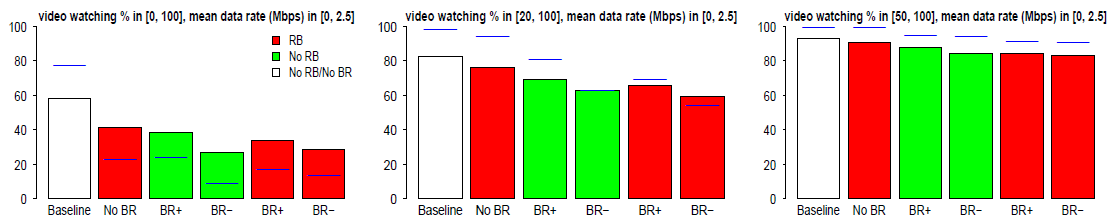 video watching % in [0, 100], mean data rate (Mbps) in [0, 2.5]
100
80
60
40
20
0
RB
No RB
No RB/No BR
Baseline No BR BR+ BR− BR+ BR−
video watching % in [20, 100], mean data rate (Mbps) in [0, 2.5]
100
80
60
40
20
0
Baseline No BR BR+ BR− BR+ BR−
video watching % in [50, 100], mean data rate (Mbps) in [0, 2.5]
100
80
60
40
20
0
Baseline No BR BR+ BR− BR+ BR−